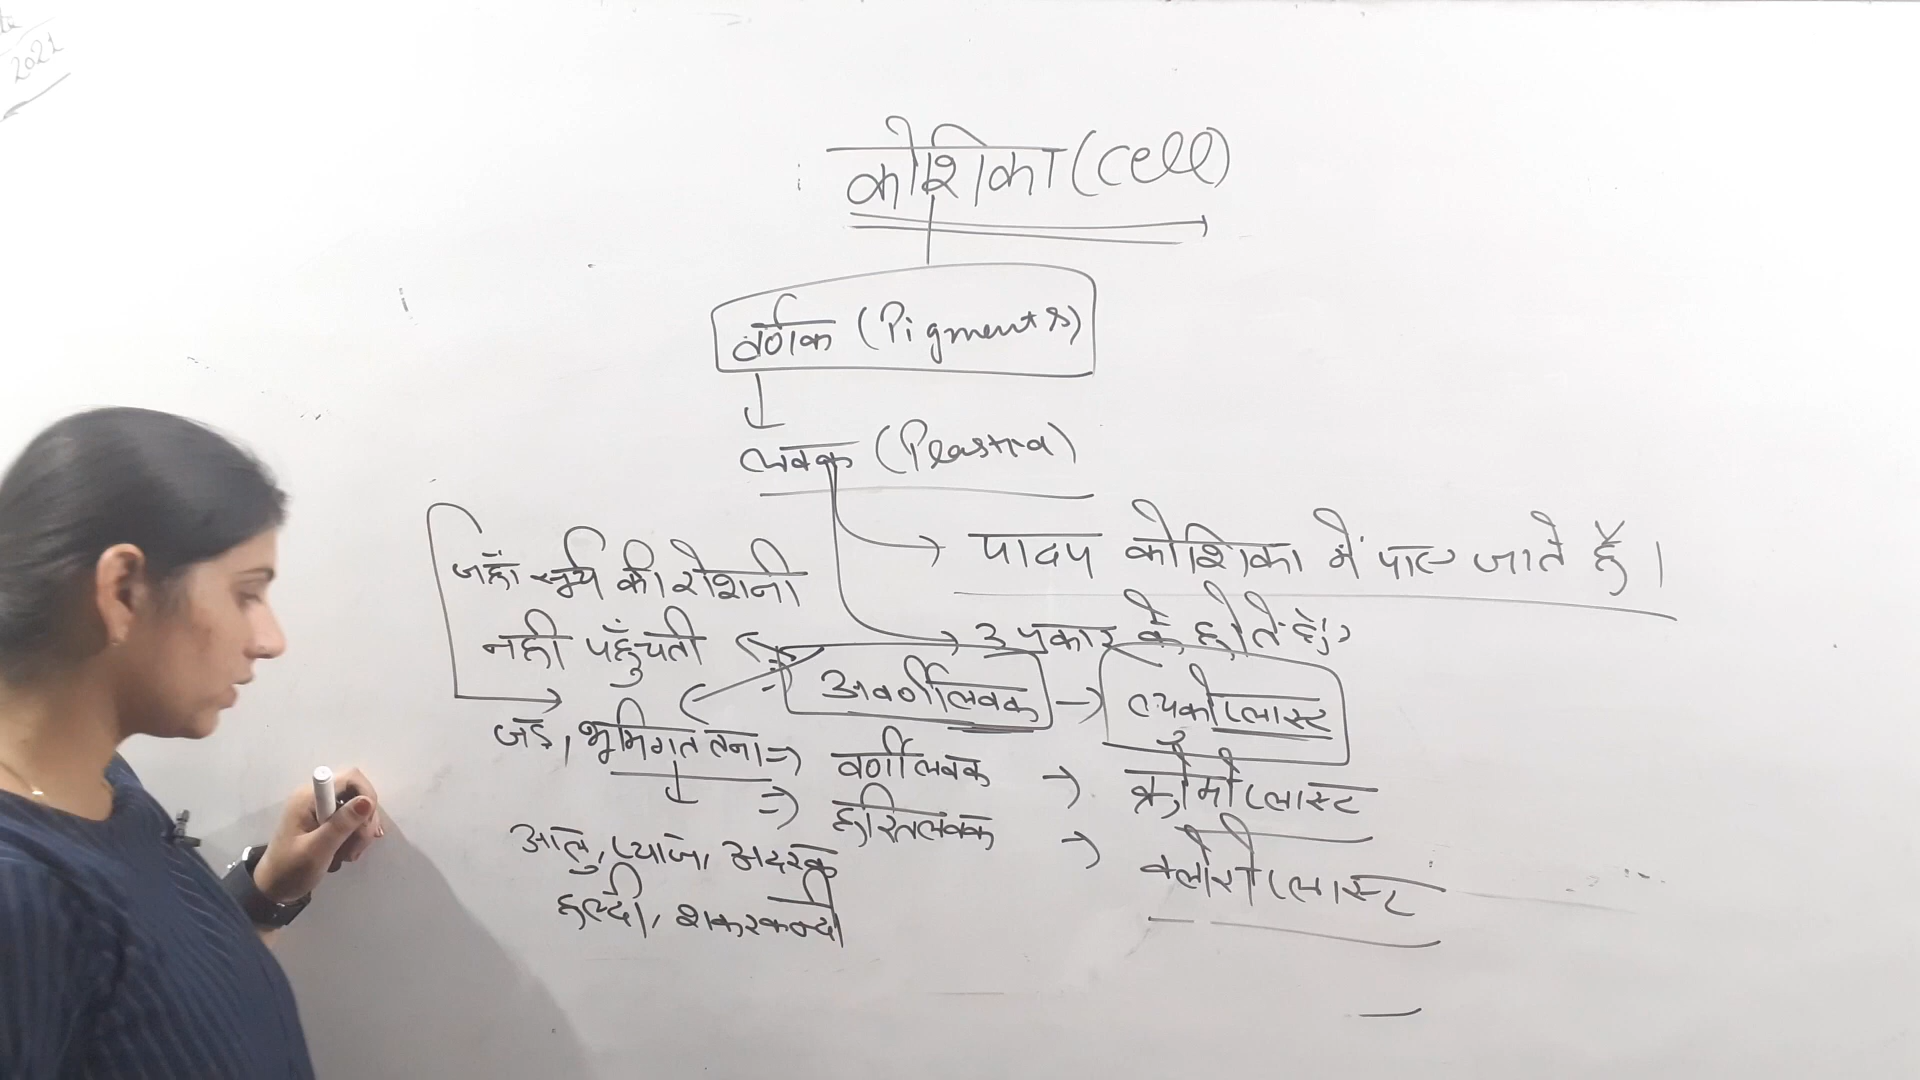 2021
कोशिका (Cell)
वर्णक (Pigments)
लवक (Plastid)
पादप कोशिका में पाए जाते हैं।
3 प्रकार के होते हैं:
जहाँ सूर्य की रोशनी
नही पहुँचती
जड़, भूमिगत तना
आलु, प्याज, अदरक
हल्दी, शकरकन्दी
अवर्णीलवक → ल्यूकोप्लास्ट
⇒ वर्णीलवक → क्रोमोप्लास्ट
⇒ हरितलवक → क्लोरोप्लास्ट